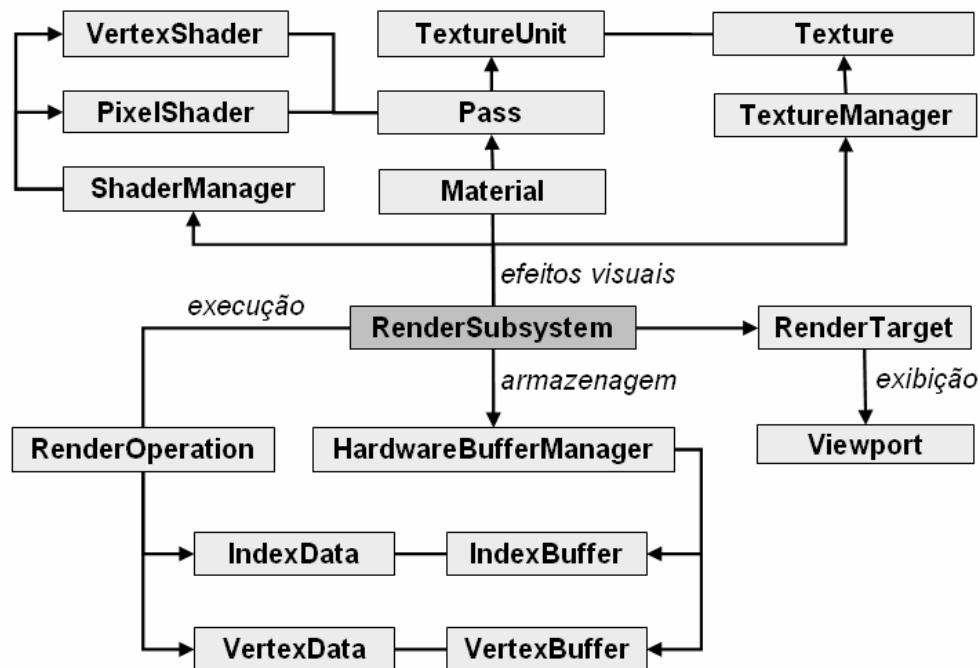 VertexShader
TextureUnit
Texture
PixelShader
Pass
TextureManager
ShaderManager
Material
efeitos visuais
execução
RenderSubsystem
RenderTarget
armazenagem
exibição
RenderOperation
HardwareBufferManager
Viewport
IndexData
IndexBuffer
VertexData
VertexBuffer